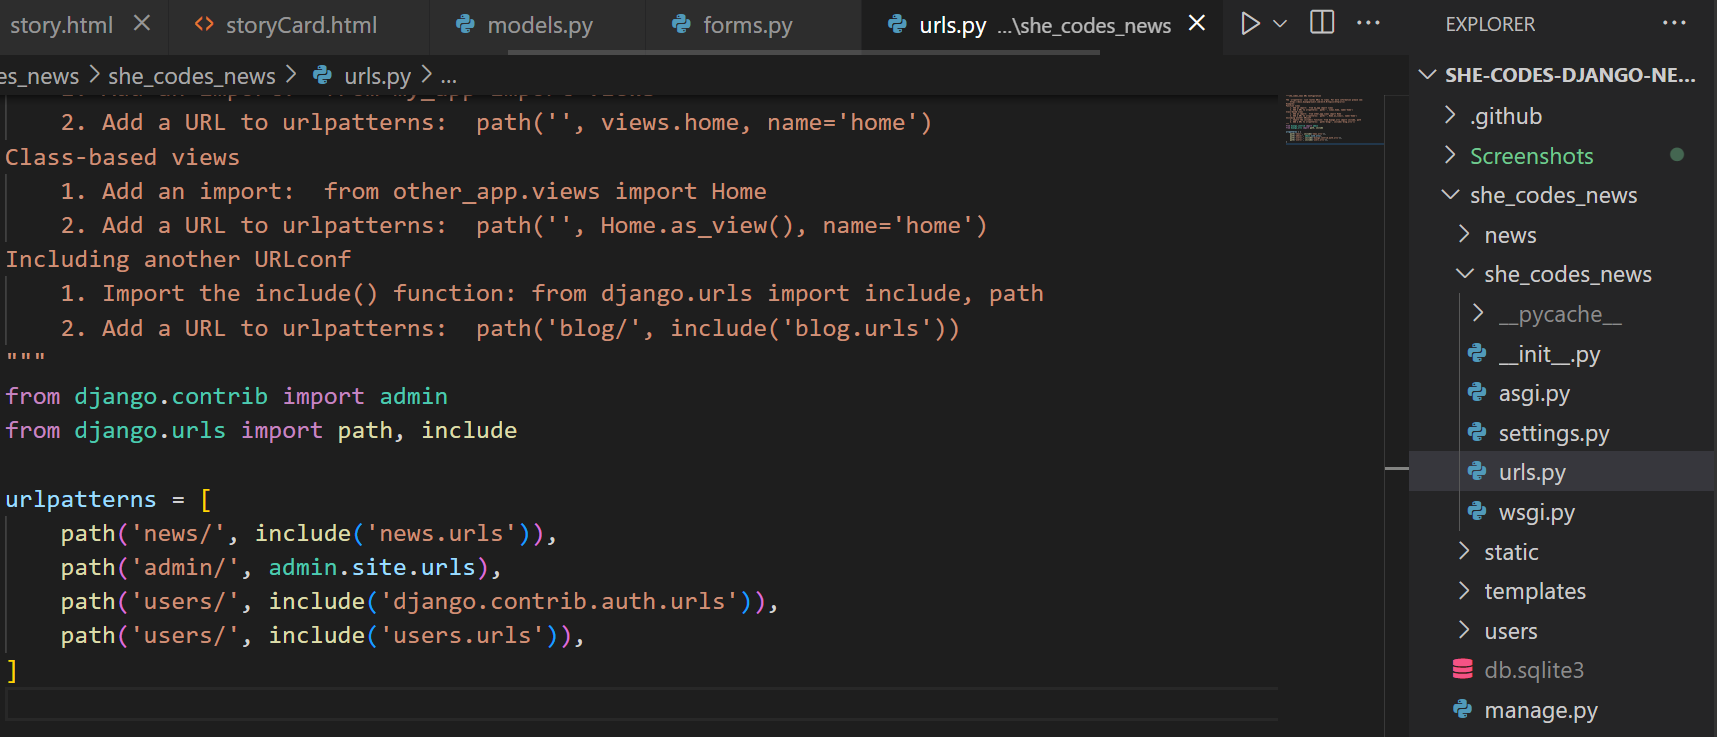 story.html
storyCard.html
models.py
forms.py
urls.py ...\she_codes_news
EXPLORER
es_news > she_codes_news > urls.py > ...
2. Add a URL to urlpatterns:  path('', views.home, name='home')
Class-based views
    1. Add an import:  from other_app.views import Home
    2. Add a URL to urlpatterns:  path('', Home.as_view(), name='home')
Including another URLconf
    1. Import the include() function: from django.urls import include, path
    2. Add a URL to urlpatterns:  path('blog/', include('blog.urls'))
"""
from django.contrib import admin
from django.urls import path, include
urlpatterns = [
    path('news/', include('news.urls')),
    path('admin/', admin.site.urls),
    path('users/', include('django.contrib.auth.urls')),
    path('users/', include('users.urls')),
]
SHE-CODES-DJANGO-NE...
.github
Screenshots
she_codes_news
news
she_codes_news
__pycache__
__init__.py
asgi.py
settings.py
urls.py
wsgi.py
static
templates
users
db.sqlite3
manage.py